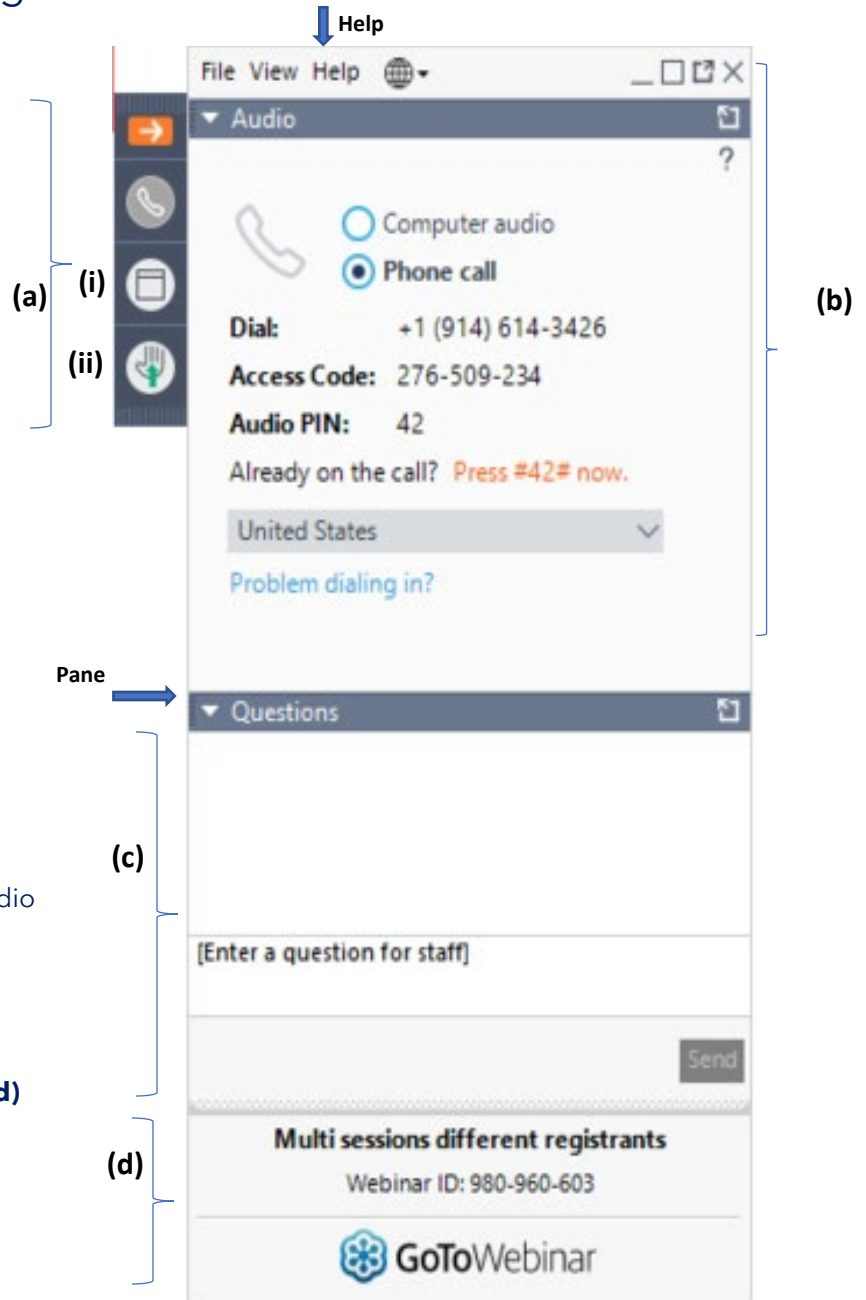 g
Help
File View Help
Audio
?
Computer audio
Phone call
(a)
(i)
(b)
Dial: +1 (914) 614-3426
(ii)
Access Code: 276-509-234
Audio PIN: 42
Already on the call? Press #42# now.
United States
Problem dialing in?
Pane
Questions
(c)
dio
[Enter a question for staff]
Send
d)
(d)
Multi sessions different registrants
Webinar ID: 980-960-603
GoToWebinar